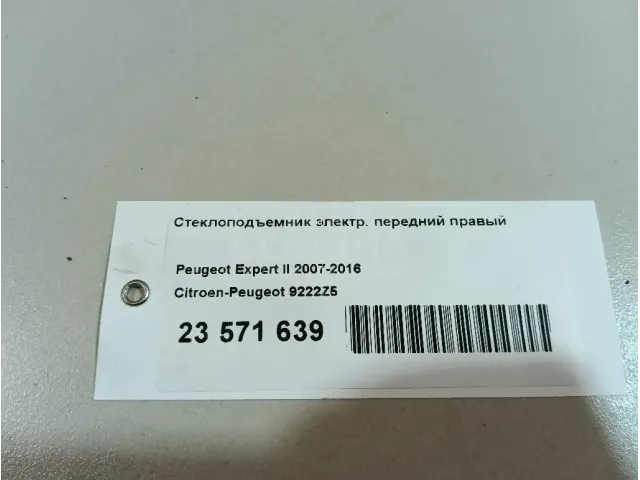 Стеклоподъемник электр. передний правый
Peugeot Expert II 2007-2016
Citroen-Peugeot 9222Z5
23 571 639